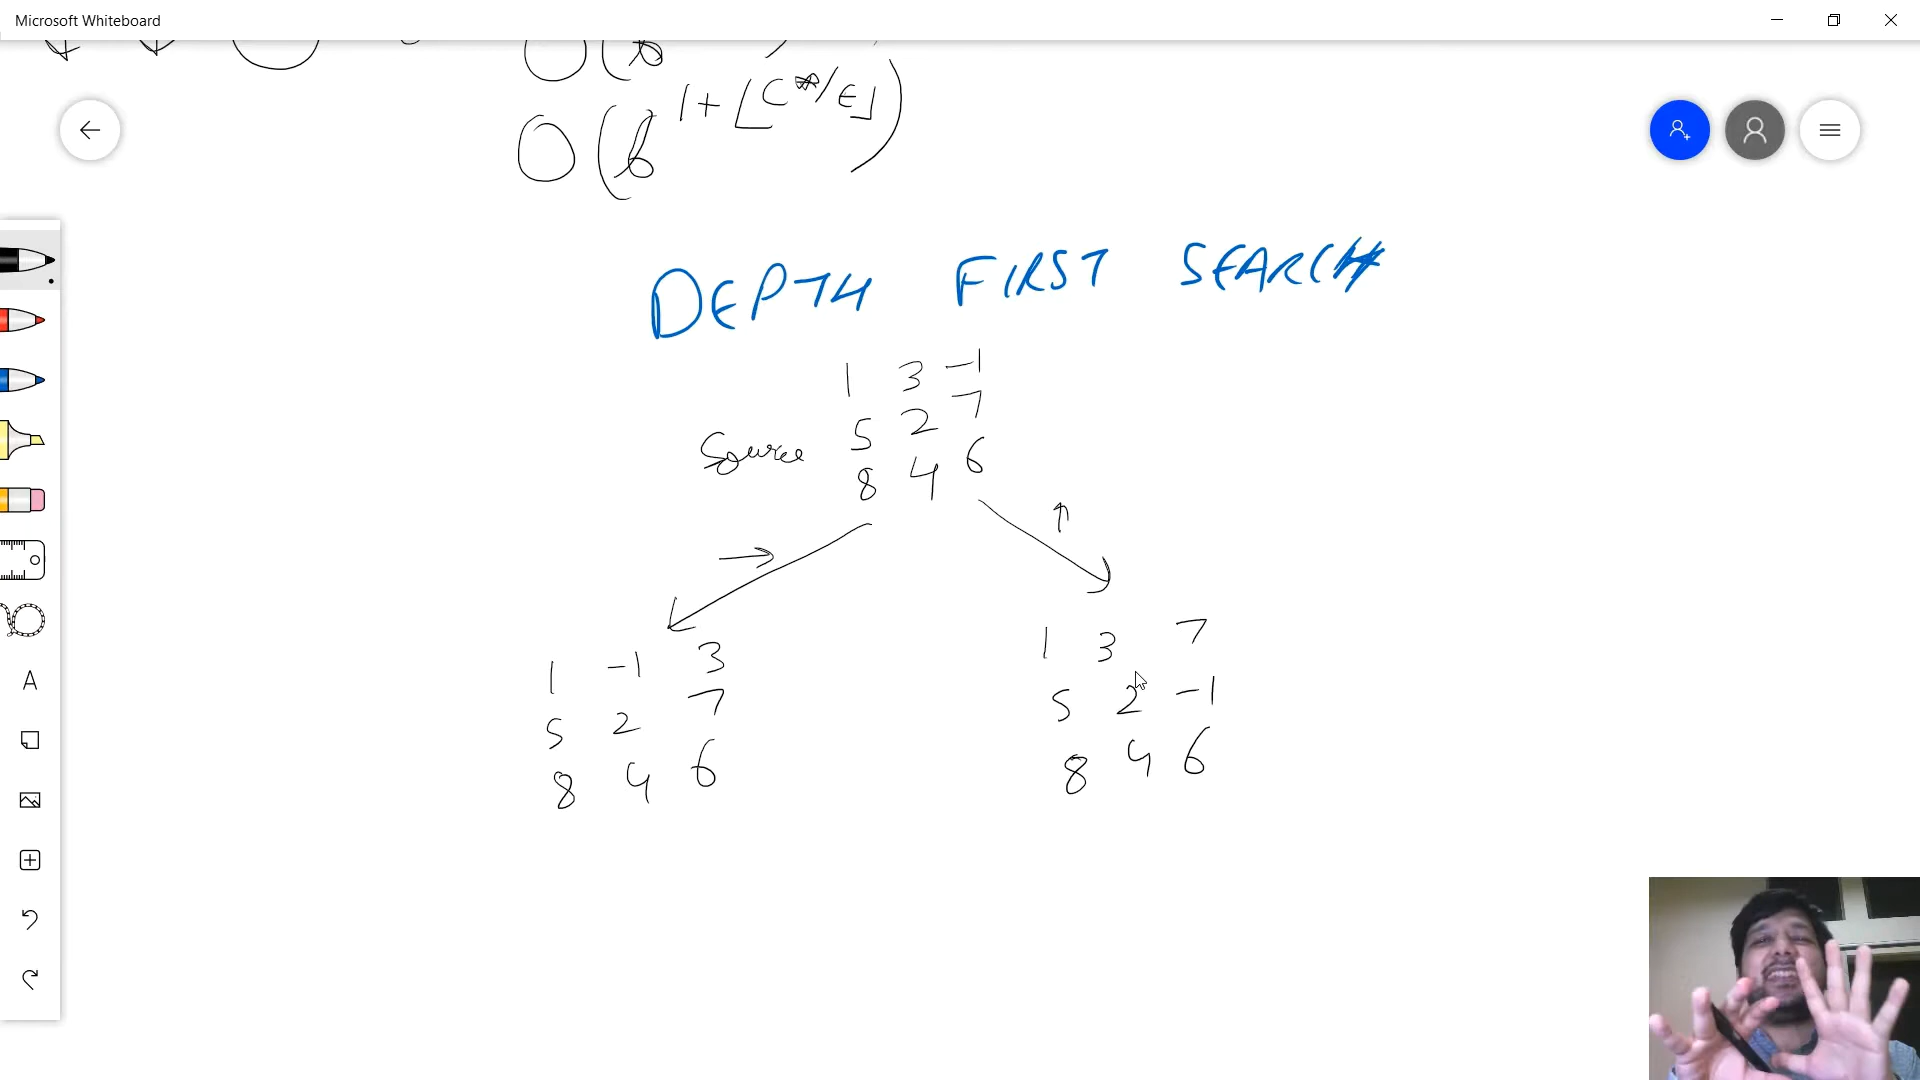 Microsoft Whiteboard
O(b^1+⌊C*/ϵ⌋)
DEPTH FIRST SEARCH
1 3 -1
5 2 7
Source
8 4 6
→ ↑
1 -1 3
5 2 7
8 4 6
1 3 7
5 2 -1
8 4 6
A